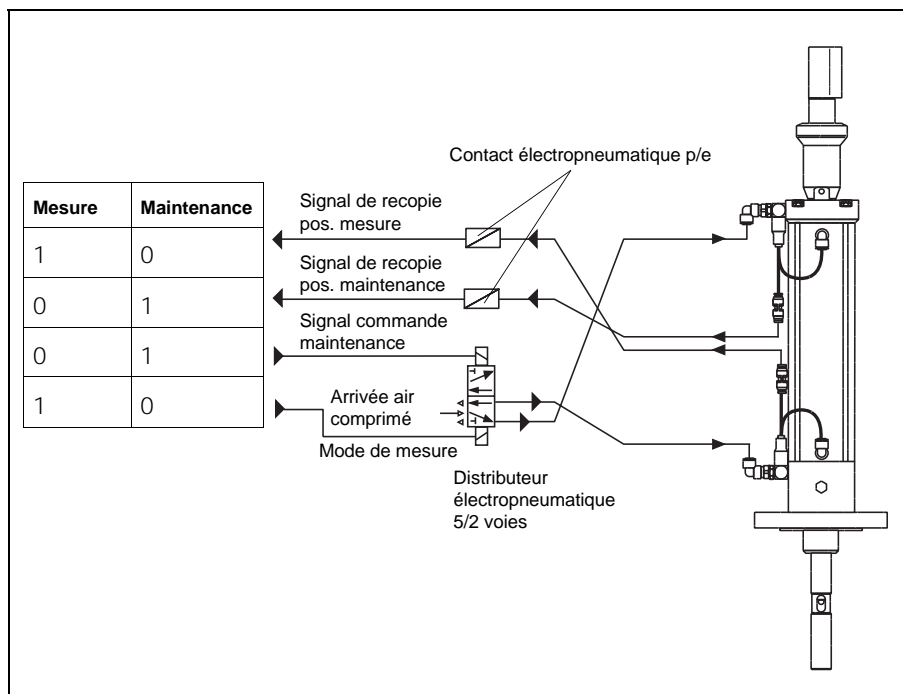 Contact électropneumatique p/e
Mesure Maintenance
1 0
0 1
0 1
1 0
Signal de recopie
pos. mesure
Signal de recopie
pos. maintenance
Signal commande
maintenance
Arrivée air
comprimé
Mode de mesure
Distributeur
électropneumatique
5/2 voies